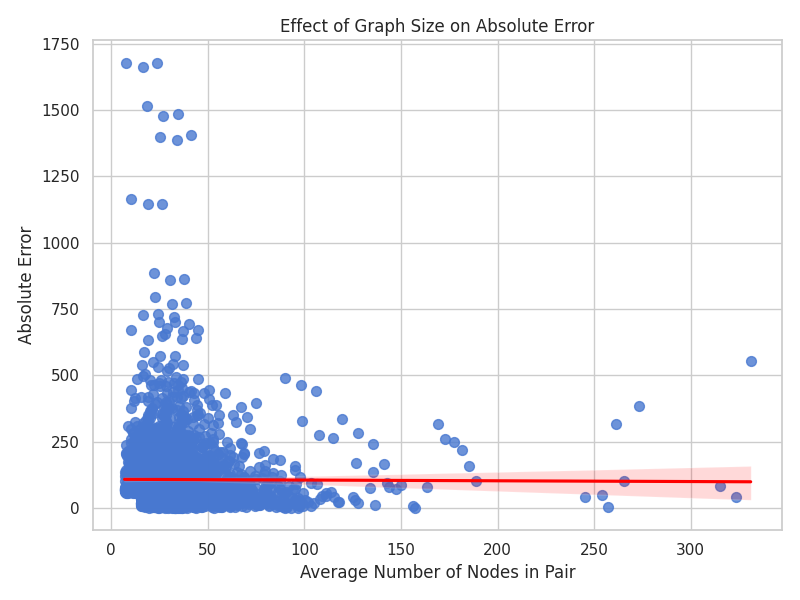 Effect of Graph Size on Absolute Error
1750
1500
1250
1000
750
500
250
0
Absolute Error
0 50 100 150 200 250 300
Average Number of Nodes in Pair